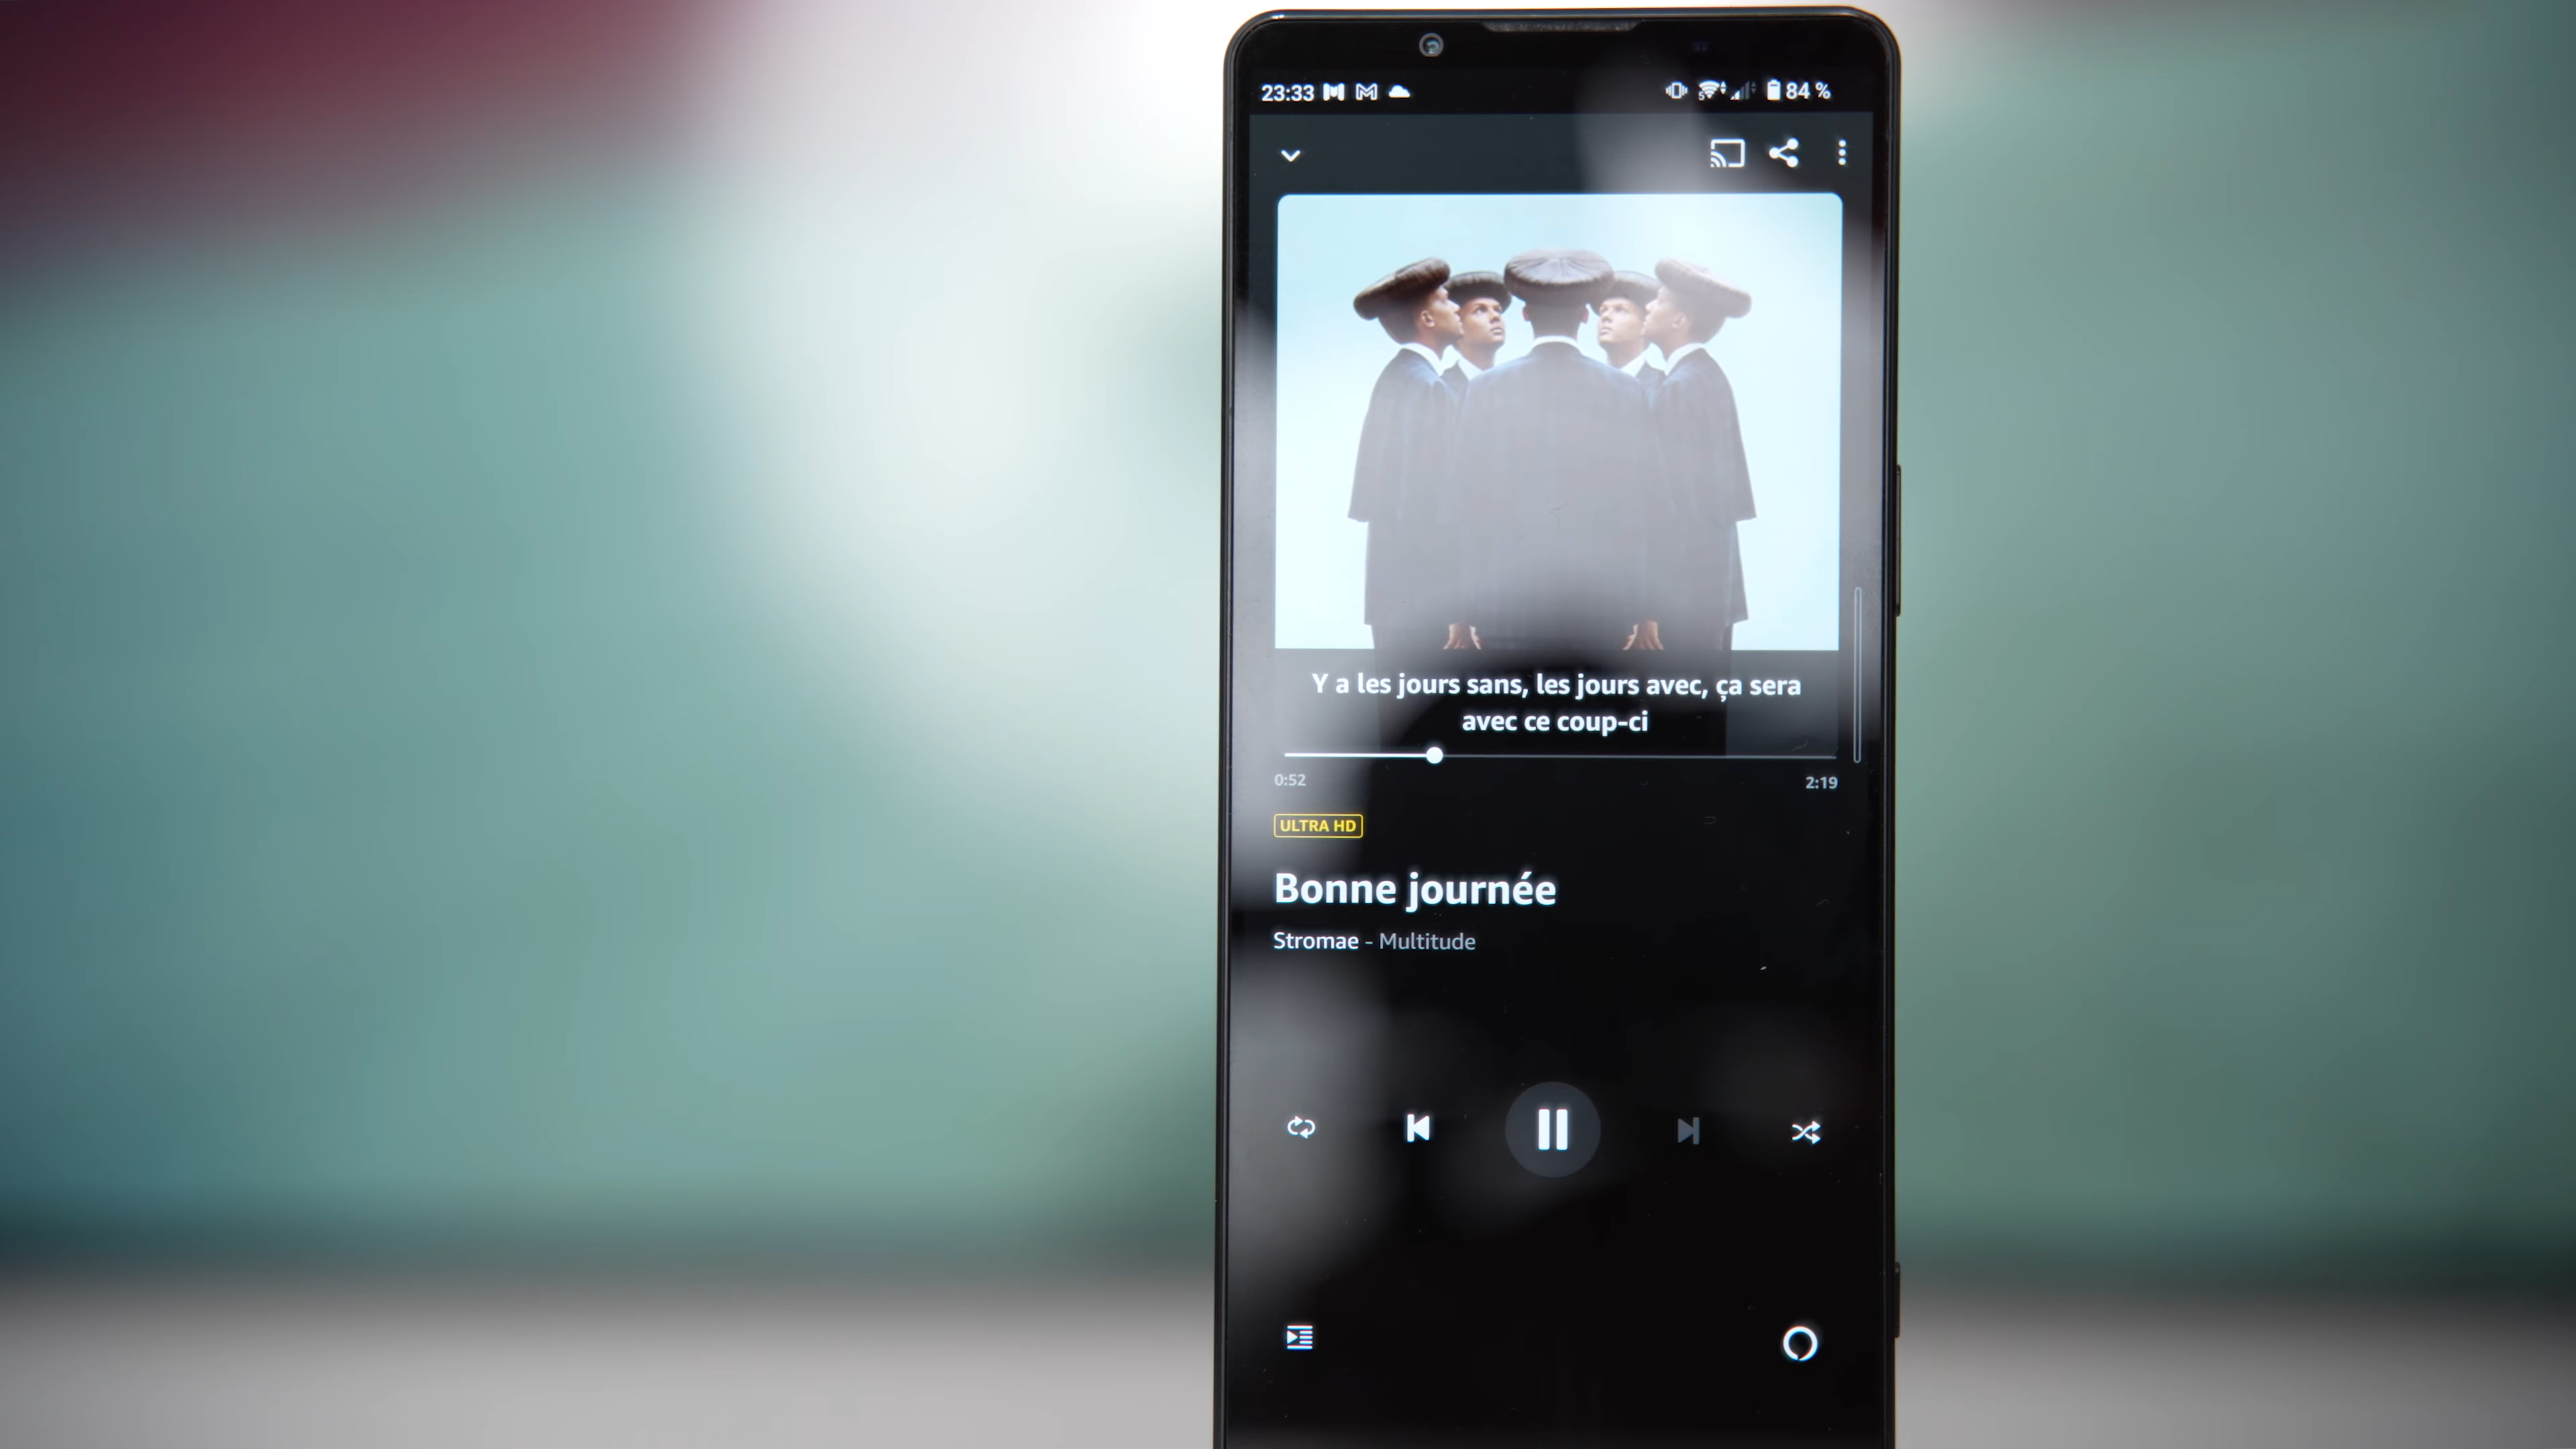 23:33 84 %
Y a les jours sans, les jours avec, ça sera
avec ce coup-ci
0:52 2:19
ULTRA HD
Bonne journée
Stromae - Multitude